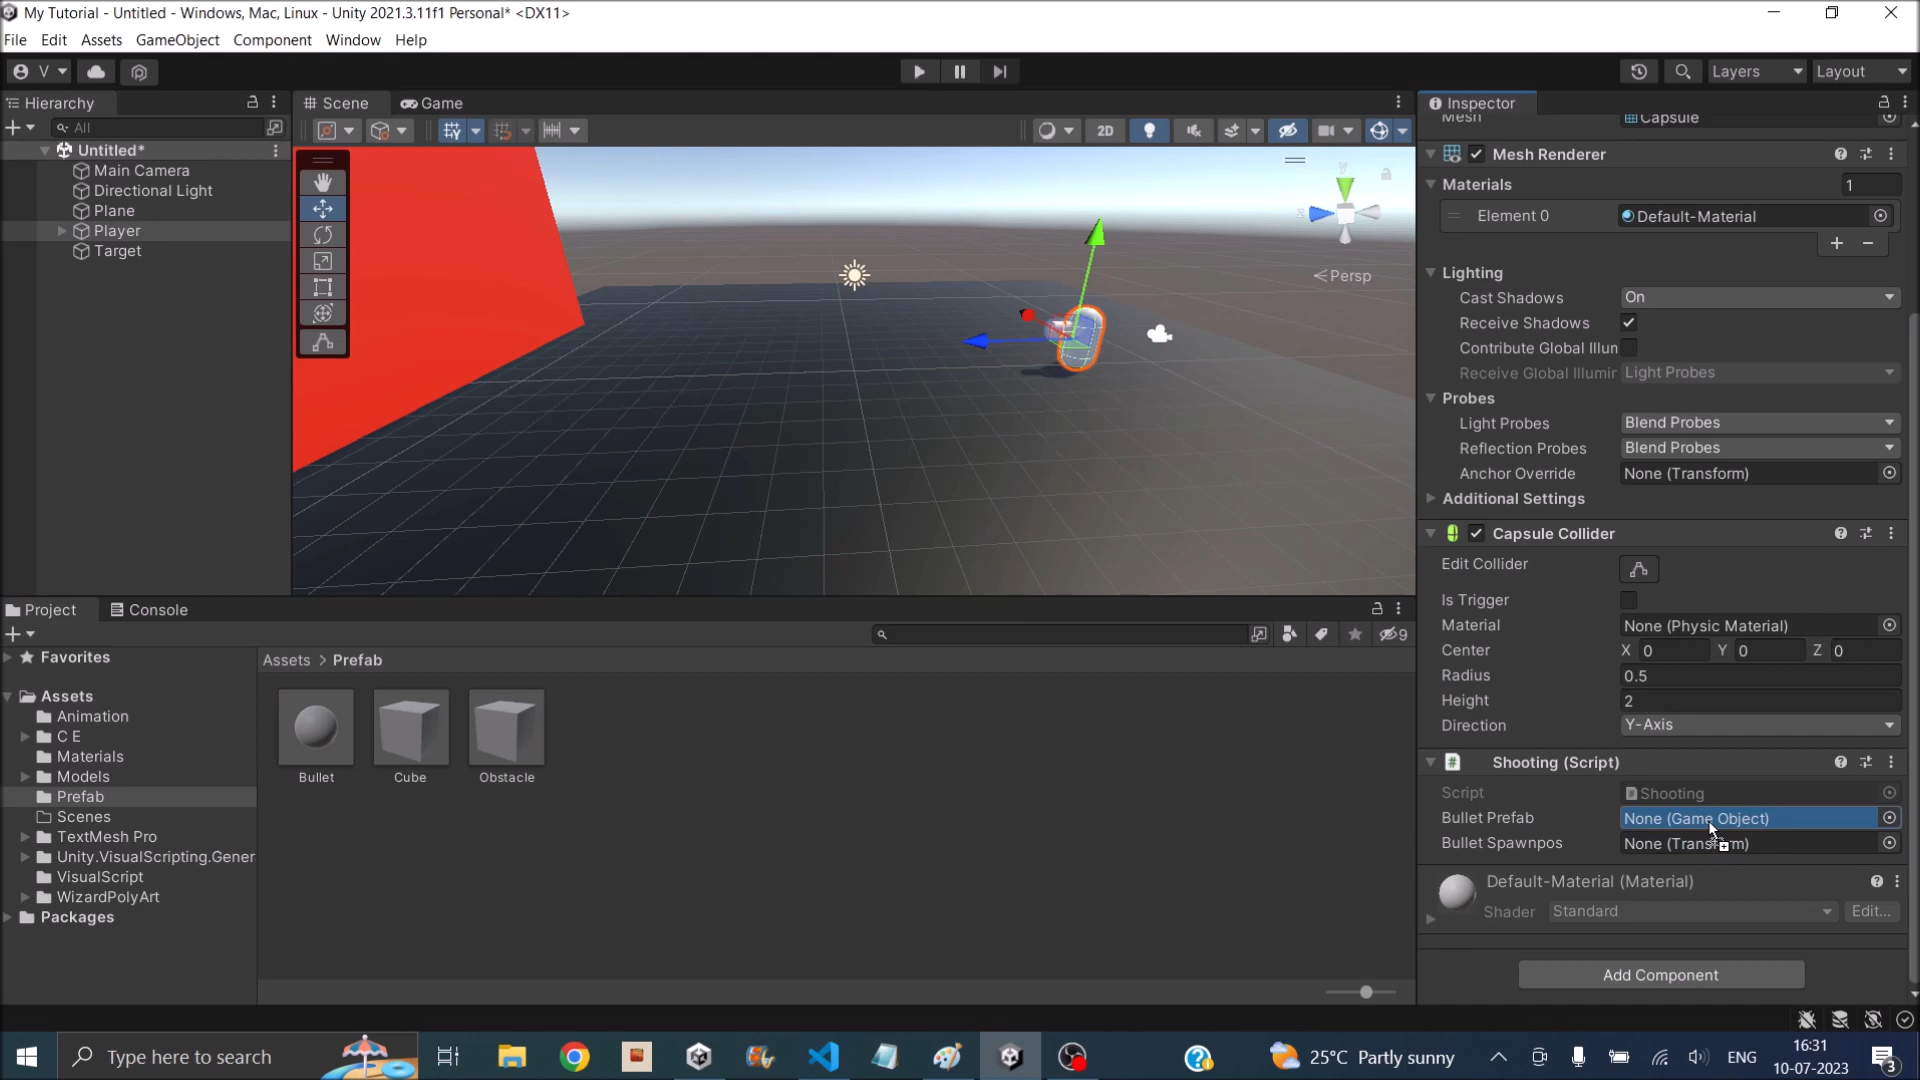 My Tutorial - Untitled - Windows, Mac, Linux - Unity 2021.3.11f1 Personal* <DX11>
File Edit Assets GameObject Component Window Help
V Layers Layout
Hierarchy
All
Untitled*
Main Camera
Directional Light
Plane
Player
Target
Scene Game
2D
y
Persp
Project Console
9
Favorites
Assets
Animation
C E
Materials
Models
Prefab
Scenes
TextMesh Pro
Unity.VisualScripting.Gener
VisualScript
WizardPolyArt
Packages
Assets > Prefab
Bullet Cube Obstacle
Inspector
Mesh Capsule
Mesh Renderer
Materials 1
Element 0 Default-Material
Lighting
Cast Shadows On
Receive Shadows
Contribute Global Illun
Receive Global Illumir Light Probes
Probes
Light Probes Blend Probes
Reflection Probes Blend Probes
Anchor Override None (Transform)
Additional Settings
Capsule Collider
Edit Collider
Is Trigger
Material None (Physic Material)
Center X 0 Y 0 Z 0
Radius 0.5
Height 2
Direction Y-Axis
Shooting (Script)
Script Shooting
Bullet Prefab None (Game Object)
Bullet Spawnpos None (Transform)
Default-Material (Material)
Shader Standard Edit...
Add Component
Type here to search
25°C Partly sunny
ENG
16:31
10-07-2023
3